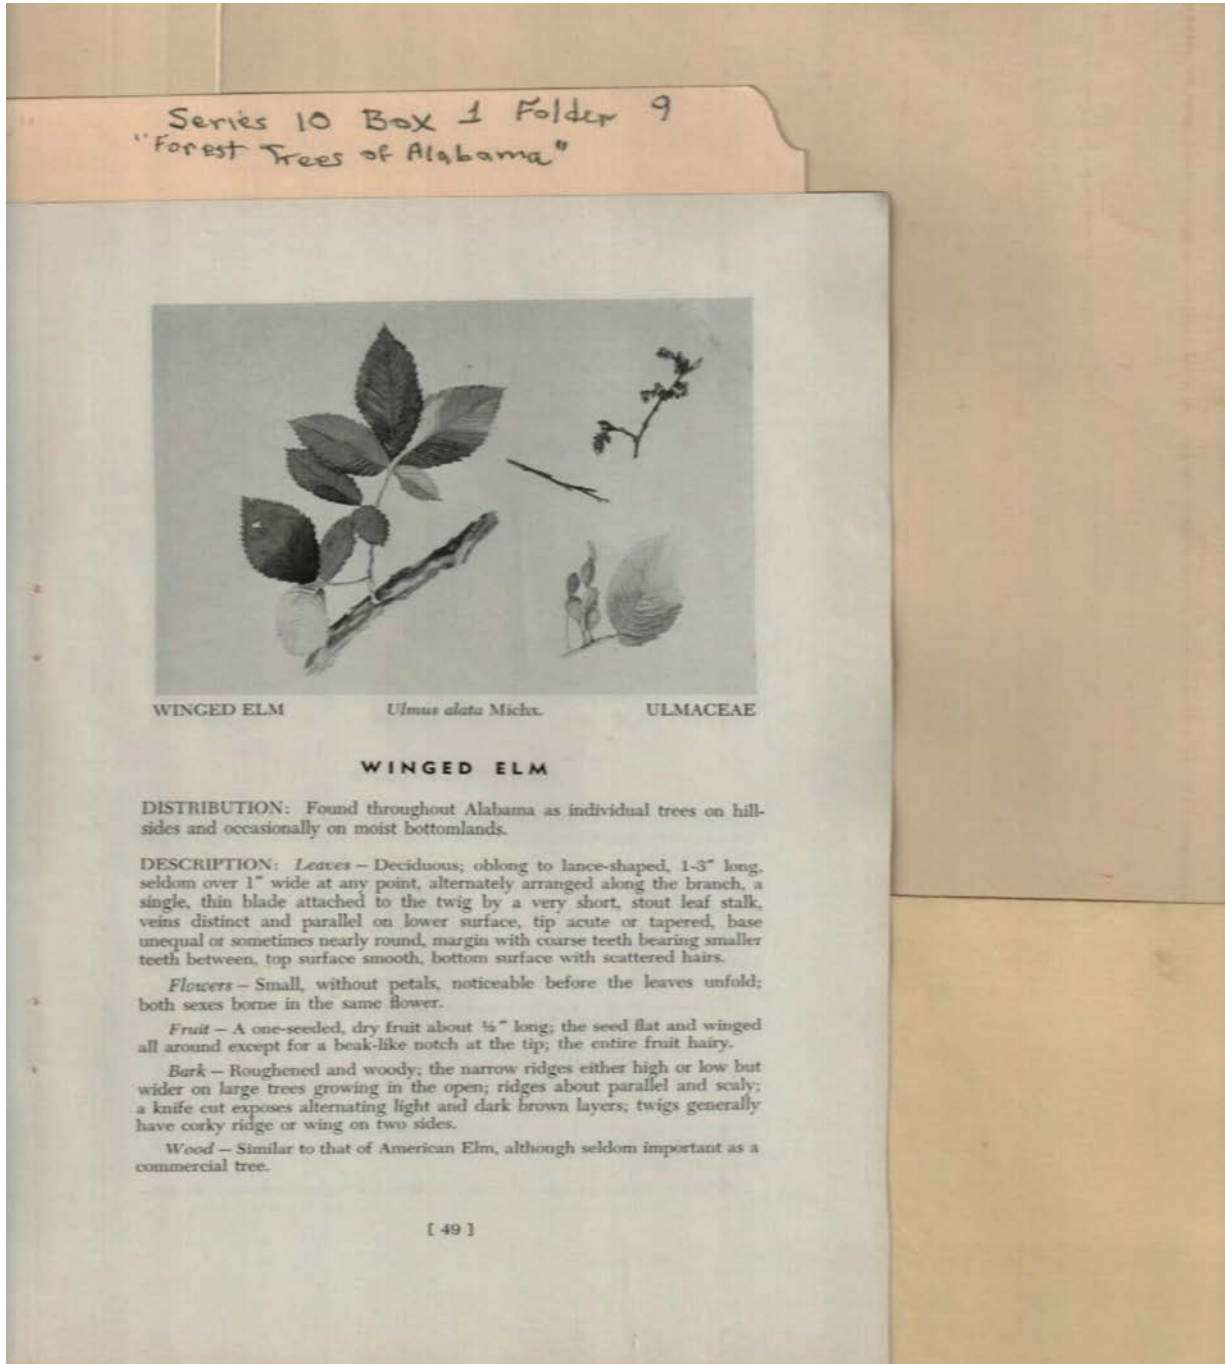 Series 10 Box 1 Folder 9
"Forest Trees of Alabama"
WINGED ELM Ulmus alata Michx. ULMACEAE
WINGED ELM
DISTRIBUTION: Found throughout Alabama as individual trees on hill-
sides and occasionally on moist bottomlands.
DESCRIPTION: Leaves – Deciduous; oblong to lance-shaped, 1-3″ long,
seldom over 1″ wide at any point, alternately arranged along the branch, a
single, thin blade attached to the twig by a very short, stout leaf stalk,
veins distinct and parallel on lower surface, tip acute or tapered, base
unequal or sometimes nearly round, margin with coarse teeth bearing smaller
teeth between, top surface smooth, bottom surface with scattered hairs.
Flowers – Small, without petals, noticeable before the leaves unfold;
both sexes borne in the same flower.
Fruit – A one-seeded, dry fruit about long; the seed flat and winged
all around except for a beak-like notch at the tip; the entire fruit hairy.
Bark – Roughened and woody; the narrow ridges either high or low but
wider on large trees growing in the open; ridges about parallel and scaly;
a knife cut exposes alternating light and dark brown layers; twigs generally
have corky ridge or wing on two sides.
Wood – Similar to that of American Elm, although seldom important as a
commercial tree.
[ 49 ]